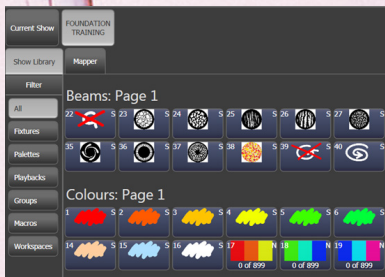 Current Show
FOUNDATION
TRAINING
Show Library
Mapper
Filter
All
Fixtures
Palettes
Playbacks
Groups
Macros
Workspaces
Beams: Page 1
22 S 23 S 24 S 25 S 26 S 27 S
35 S 36 S 37 S 38 S 39 S 40 S
Colours: Page 1
1 S 2 S 3 S 4 S 5 S 6 S
14 S 15 S 16 S 17 N 18 N 19 N
0 of 899 0 of 899 0 of 899